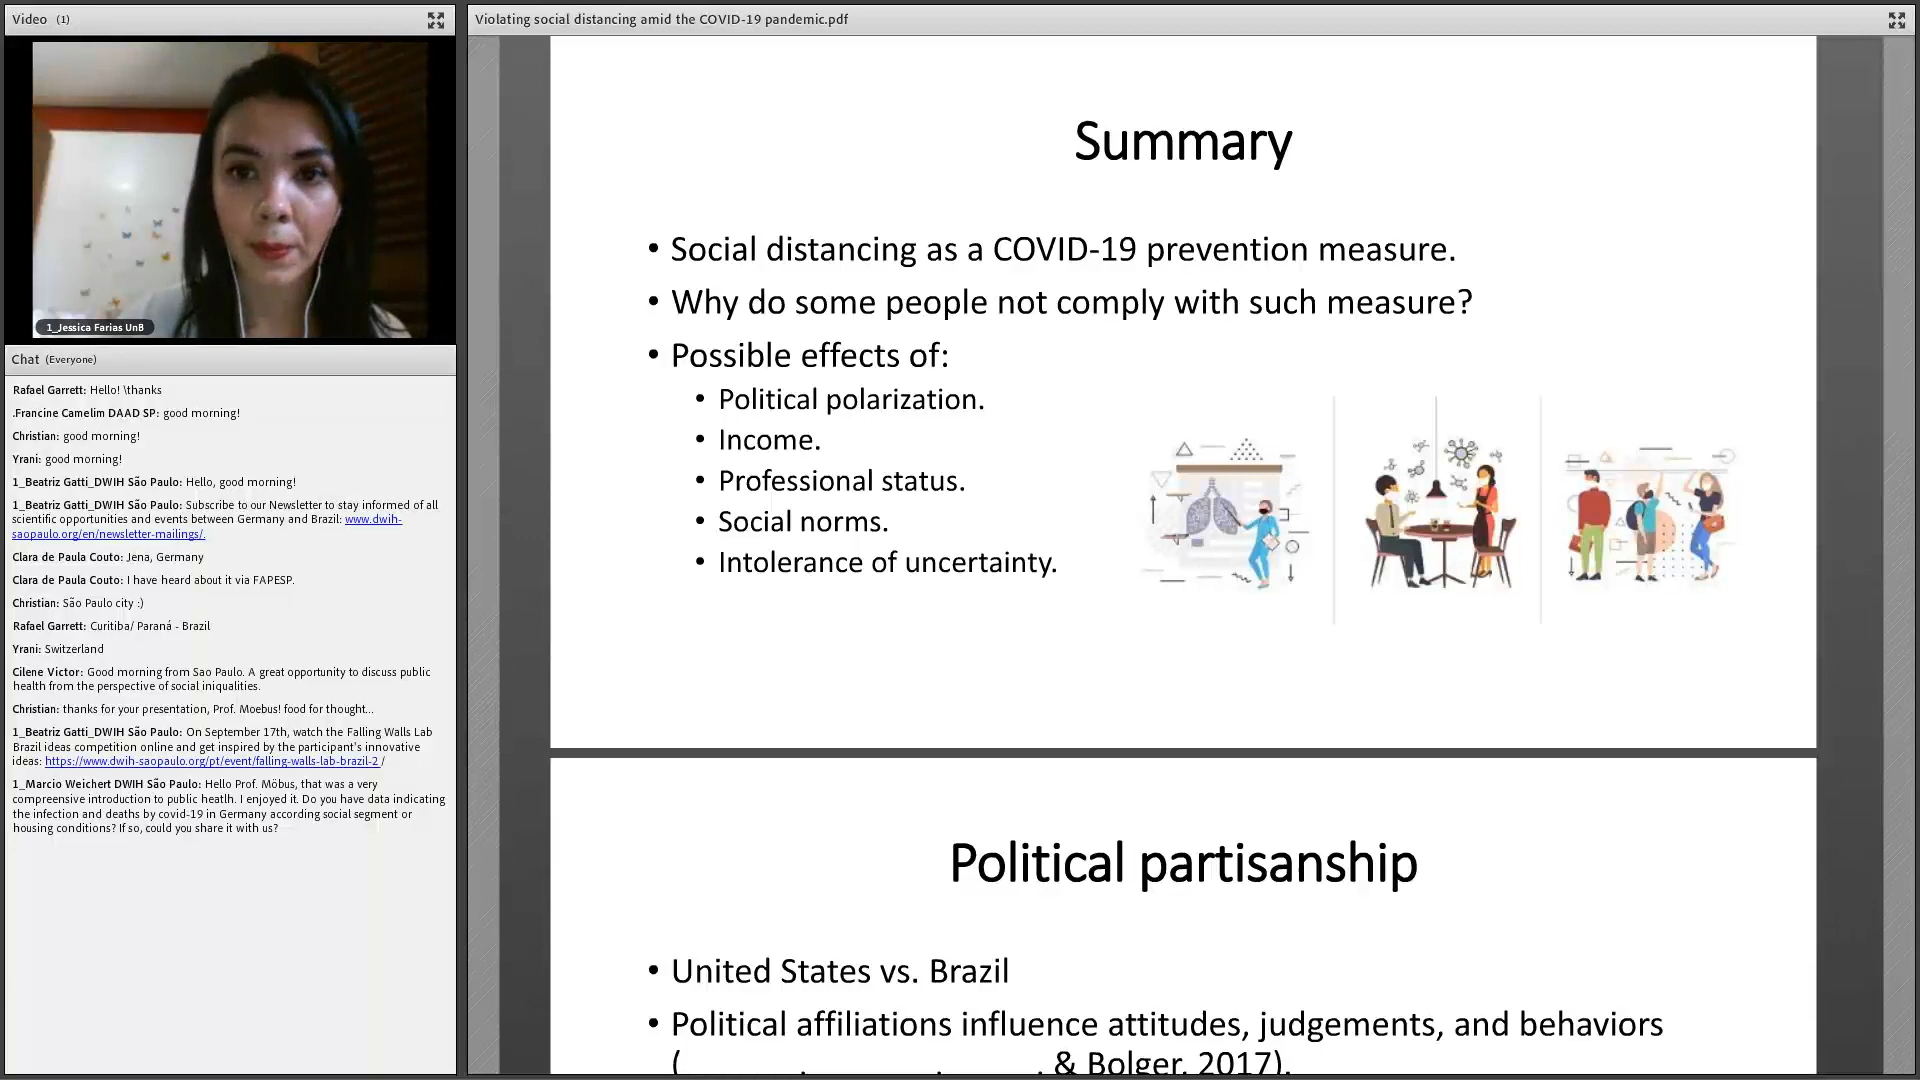 Video (1)
1_Jessica Farias UnB
Chat (Everyone)
Rafael Garrett: Hello! \thanks
.Francine Camelim DAAD SP: good morning!
Christian: good morning!
Yrani: good morning!
1_Beatriz Gatti_DWIH São Paulo: Hello, good morning!
1_Beatriz Gatti_DWIH São Paulo: Subscribe to our Newsletter to stay informed of all
scientific opportunities and events between Germany and Brazil: www.dwih-
saopaulo.org/en/newsletter-mailings/.
Clara de Paula Couto: Jena, Germany
Clara de Paula Couto: I have heard about it via FAPESP.
Christian: São Paulo city :)
Rafael Garrett: Curitiba/ Paraná - Brazil
Yrani: Switzerland
Cilene Victor: Good morning from Sao Paulo. A great opportunity to discuss public
health from the perspective of social iniqualities.
Christian: thanks for your presentation, Prof. Moebus! food for thought...
1_Beatriz Gatti_DWIH São Paulo: On September 17th, watch the Falling Walls Lab
Brazil ideas competition online and get inspired by the participant's innovative
ideas: https://www.dwih-saopaulo.org/pt/event/falling-walls-lab-brazil-2 /
1_Marcio Weichert DWIH São Paulo: Hello Prof. Möbus, that was a very
compreensive introduction to public heatlh. I enjoyed it. Do you have data indicating
the infection and deaths by covid-19 in Germany according social segment or
housing conditions? If so, could you share it with us?
Violating social distancing amid the COVID-19 pandemic.pdf
Summary
• Social distancing as a COVID-19 prevention measure.
• Why do some people not comply with such measure?
• Possible effects of:
• Political polarization.
• Income.
• Professional status.
• Social norms.
• Intolerance of uncertainty.
Political partisanship
• United States vs. Brazil
• Political affiliations influence attitudes, judgements, and behaviors
& Bolger, 2017).